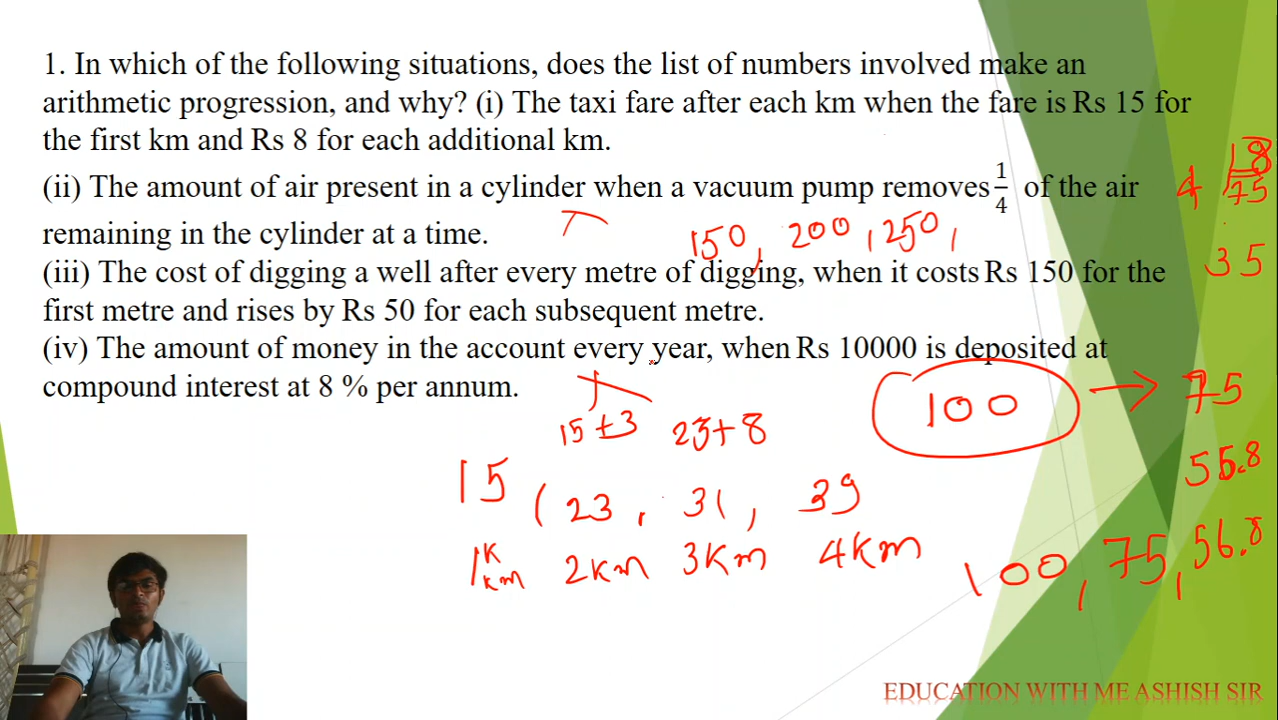 1. In which of the following situations, does the list of numbers involved make an
arithmetic progression, and why? (i) The taxi fare after each km when the fare is Rs 15 for
the first km and Rs 8 for each additional km.
(ii) The amount of air present in a cylinder when a vacuum pump removes 1/4 of the air
remaining in the cylinder at a time.
150, 200, 250,
(iii) The cost of digging a well after every metre of digging, when it costs Rs 150 for the
first metre and rises by Rs 50 for each subsequent metre.
(iv) The amount of money in the account every year, when Rs 10000 is deposited at
compound interest at 8 % per annum.
4 75
18
35
100 → 75
23+8
15, 23, 31, 39
km 2km 3km 4km
100, 75, 56.8
EDUCATION WITH ME ASHISH SIR